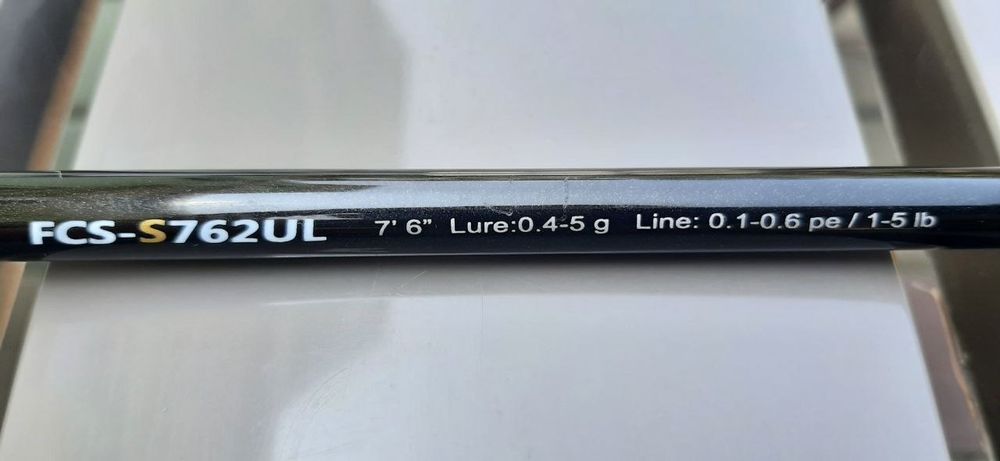 FCS-S762UL 7' 6” Lure:0.4-5 g Line: 0.1-0.6 pe / 1-5 lb